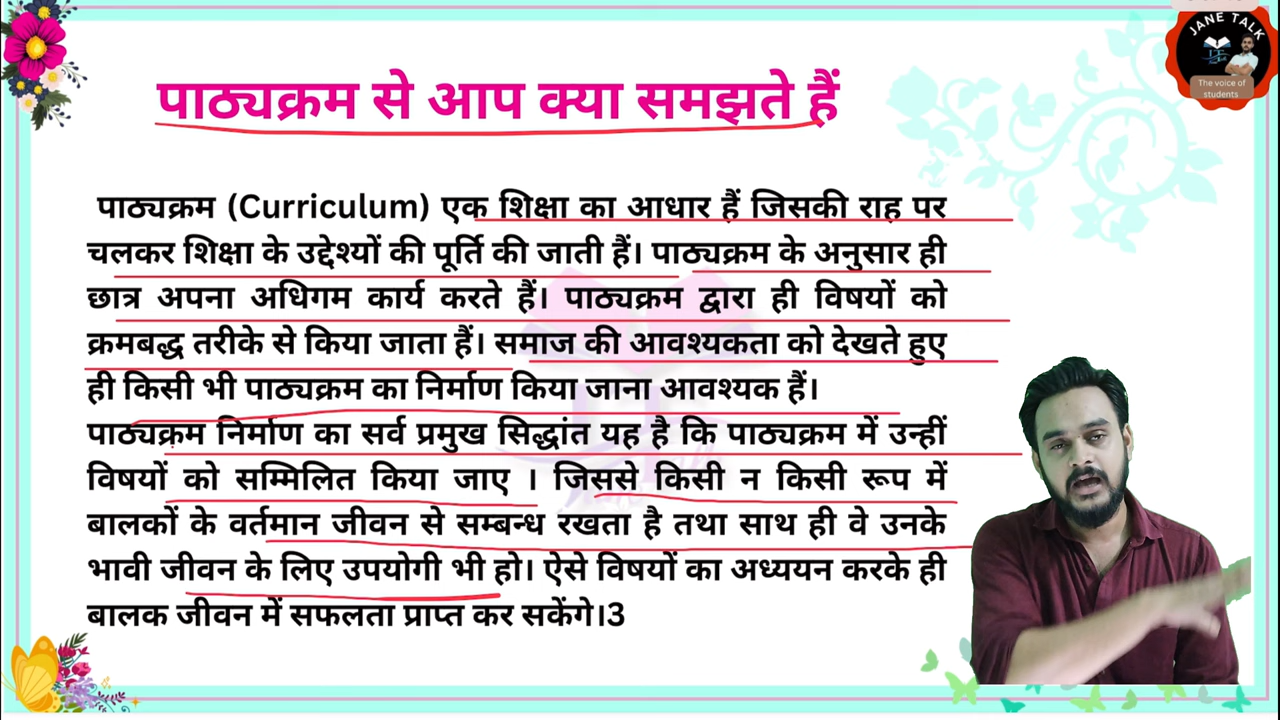 JANE TALK
The voice of
students
पाठ्यक्रम से आप क्या समझते हैं
पाठ्यक्रम (Curriculum) एक शिक्षा का आधार हैं जिसकी राह पर
चलकर शिक्षा के उद्देश्यों की पूर्ति की जाती हैं। पाठ्यक्रम के अनुसार ही
छात्र अपना अधिगम कार्य करते हैं। पाठ्यक्रम द्वारा ही विषयों को
क्रमबद्ध तरीके से किया जाता हैं। समाज की आवश्यकता को देखते हुए
ही किसी भी पाठ्यक्रम का निर्माण किया जाना आवश्यक हैं।
पाठ्यक्रम निर्माण का सर्व प्रमुख सिद्धांत यह है कि पाठ्यक्रम में उन्हीं
विषयों को सम्मिलित किया जाए । जिससे किसी न किसी रूप में
बालकों के वर्तमान जीवन से सम्बन्ध रखता है तथा साथ ही वे उनके
भावी जीवन के लिए उपयोगी भी हो। ऐसे विषयों का अध्ययन करके ही
बालक जीवन में सफलता प्राप्त कर सकेंगे।3